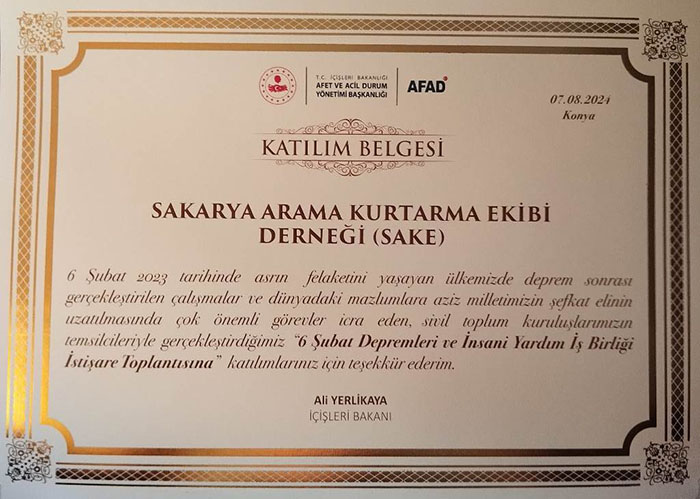 T.C. İÇİŞLERİ BAKANLIĞI
AFET VE ACİL DURUM
YÖNETİMİ BAŞKANLIĞI
AFAD
07.08.2024
Konya
KATILIM BELGESİ
SAKARYA ARAMA KURTARMA EKİBİ
DERNEĞİ (SAKE)
6 Şubat 2023 tarihinde asrın felaketini yaşayan ülkemizde deprem sonrası
gerçekleştirilen çalışmalar ve dünyadaki mazlumlara aziz milletimizin şefkat elinin
uzatılmasında çok önemli görevler icra eden, sivil toplum kuruluşlarımızın
temsilcileriyle gerçekleştirdiğimiz "6 Şubat Depremleri ve İnsani Yardım İş Birliği
İstişare Toplantısına" katılımlarınız için teşekkür ederim.
Ali YERLİKAYA
İÇİŞLERİ BAKANI